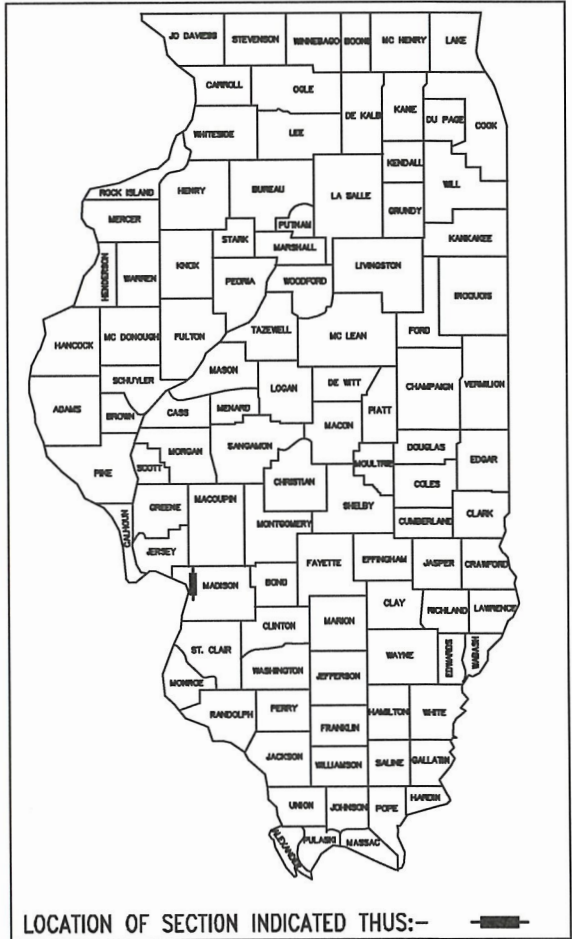 JO DAVIESS STEVENSON WINNEBAGO BOONE MC HENRY LAKE
CARROLL OGLE DE KALB KANE DU PAGE COOK
WHITESIDE LEE KENDALL WILL
ROCK ISLAND HENRY BUREAU LA SALLE GRUNDY
MERCER PUTNAM KANKAKEE
HENDERSON WARREN KNOX STARK MARSHALL LIVINGSTON
PEORIA WOODFORD IROQUOIS
HANCOCK MC DONOUGH FULTON TAZEWELL MC LEAN FORD
SCHUYLER MASON LOGAN DE WITT CHAMPAIGN VERMILION
ADAMS BROWN CASS MENARD MACON PIATT
PIKE SCOTT MORGAN SANGAMON CHRISTIAN MOULTRIE DOUGLAS EDGAR
COLES
CALHOUN GREENE MACOUPIN MONTGOMERY SHELBY CUMBERLAND CLARK
JERSEY FAYETTE EFFINGHAM JASPER CRAWFORD
MADISON BOND CLAY RICHLAND LAWRENCE
ST. CLAIR CLINTON MARION WAYNE EDWARDS WABASH
MONROE WASHINGTON JEFFERSON
RANDOLPH PERRY FRANKLIN HAMILTON WHITE
JACKSON WILLIAMSON SALINE GALLATIN
UNION JOHNSON POPE HARDIN
ALEXANDER PULASKI MASSAC
LOCATION OF SECTION INDICATED THUS:-